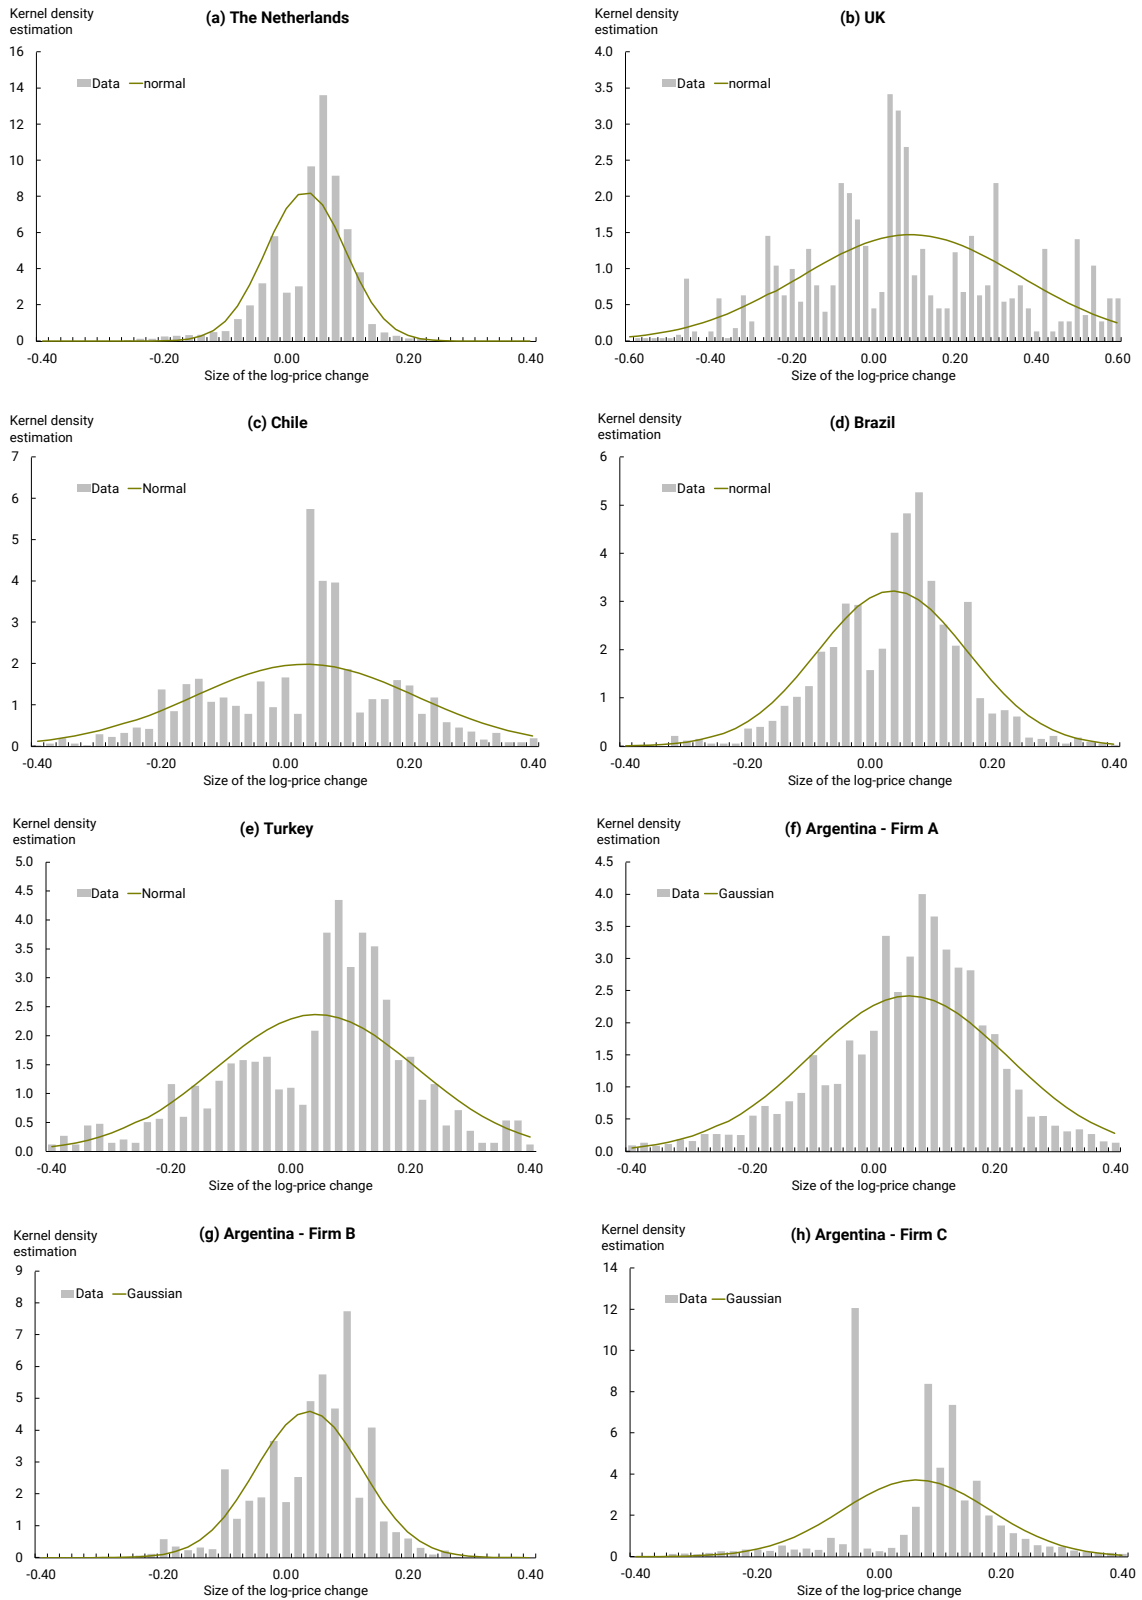 Kernel density
estimation
(a) The Netherlands
16
14
12
10
8
6
4
2
0
Data
normal
-0.40
-0.20
0.00
0.20
0.40
Size of the log-price change
Kernel density
estimation
(b) UK
4.0
3.5
3.0
2.5
2.0
1.5
1.0
0.5
0.0
Data
normal
-0.60
-0.40
-0.20
0.00
0.20
0.40
0.60
Size of the log-price change
Kernel density
estimation
(c) Chile
7
6
5
4
3
2
1
0
Data
Normal
-0.40
-0.20
0.00
0.20
0.40
Size of the log-price change
Kernel density
estimation
(d) Brazil
6
5
4
3
2
1
0
Data
normal
-0.40
-0.20
0.00
0.20
0.40
Size of the log-price change
Kernel density
estimation
(e) Turkey
5.0
4.5
4.0
3.5
3.0
2.5
2.0
1.5
1.0
0.5
0.0
Data
Normal
-0.40
-0.20
0.00
0.20
0.40
Size of the log-price change
Kernel density
estimation
(f) Argentina - Firm A
4.5
4.0
3.5
3.0
2.5
2.0
1.5
1.0
0.5
0.0
Data
Gaussian
-0.40
-0.20
0.00
0.20
0.40
Size of the log-price change
Kernel density
estimation
(g) Argentina - Firm B
9
8
7
6
5
4
3
2
1
0
Data
Gaussian
-0.40
-0.20
0.00
0.20
0.40
Size of the log-price change
Kernel density
estimation
(h) Argentina - Firm C
14
12
10
8
6
4
2
0
Data
Gaussian
-0.40
-0.20
0.00
0.20
0.40
Size of the log-price change